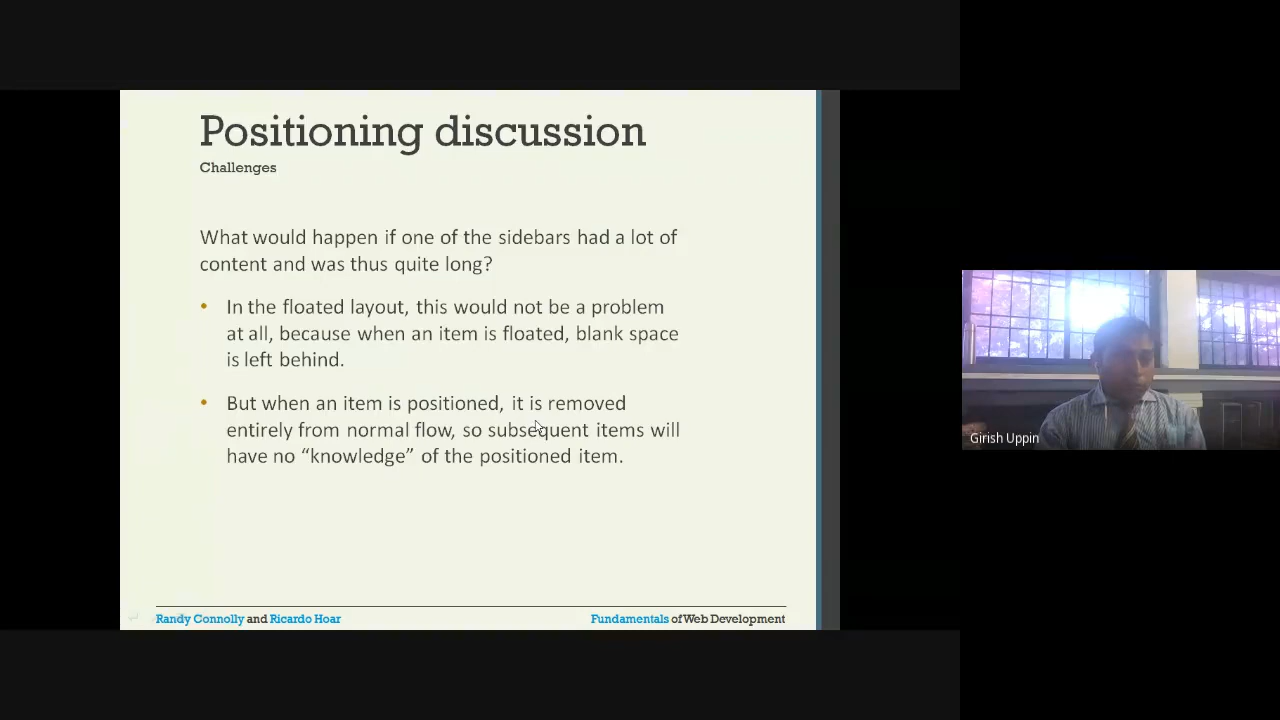 Positioning discussion
Challenges
What would happen if one of the sidebars had a lot of
content and was thus quite long?
• In the floated layout, this would not be a problem
at all, because when an item is floated, blank space
is left behind.
• But when an item is positioned, it is removed
entirely from normal flow, so subsequent items will
have no “knowledge” of the positioned item.
Randy Connolly and Ricardo Hoar
Fundamentals of Web Development
Girish Uppin